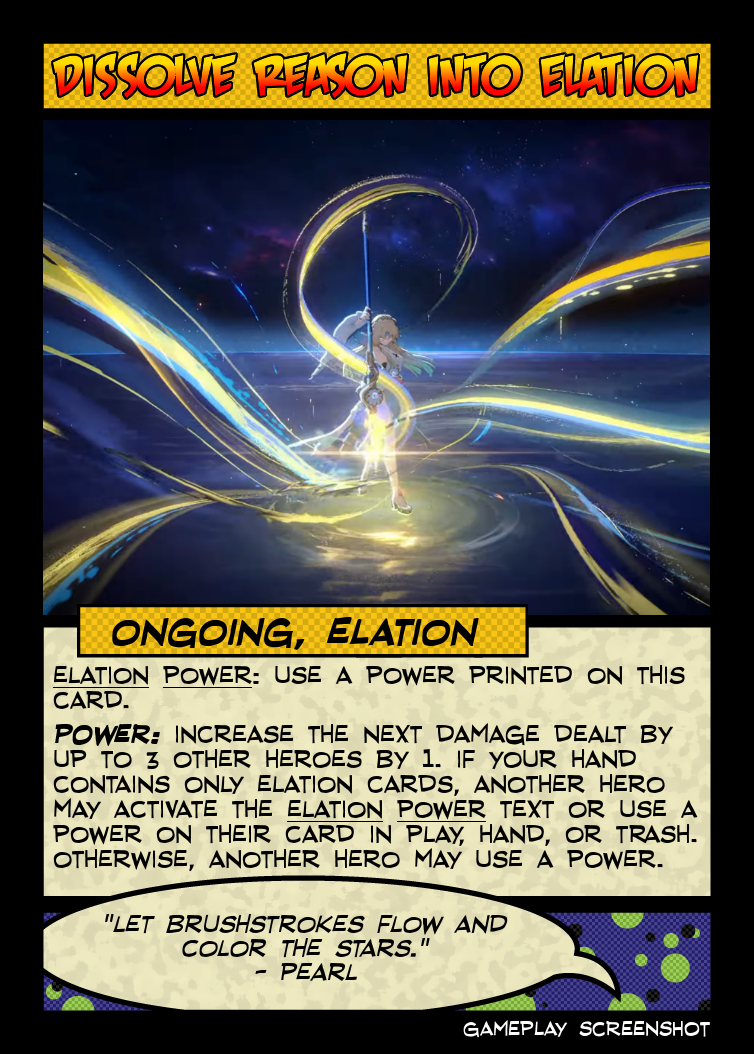 DISSOLVE REASON INTO ELATION
ONGOING, ELATION
ELATION POWER: USE A POWER PRINTED ON THIS
CARD.
POWER: INCREASE THE NEXT DAMAGE DEALT BY
UP TO 3 OTHER HEROES BY 1. IF YOUR HAND
CONTAINS ONLY ELATION CARDS, ANOTHER HERO
MAY ACTIVATE THE ELATION POWER TEXT OR USE A
POWER ON THEIR CARD IN PLAY, HAND, OR TRASH.
OTHERWISE, ANOTHER HERO MAY USE A POWER.
"LET BRUSHSTROKES FLOW AND
COLOR THE STARS."
- PEARL
GAMEPLAY SCREENSHOT